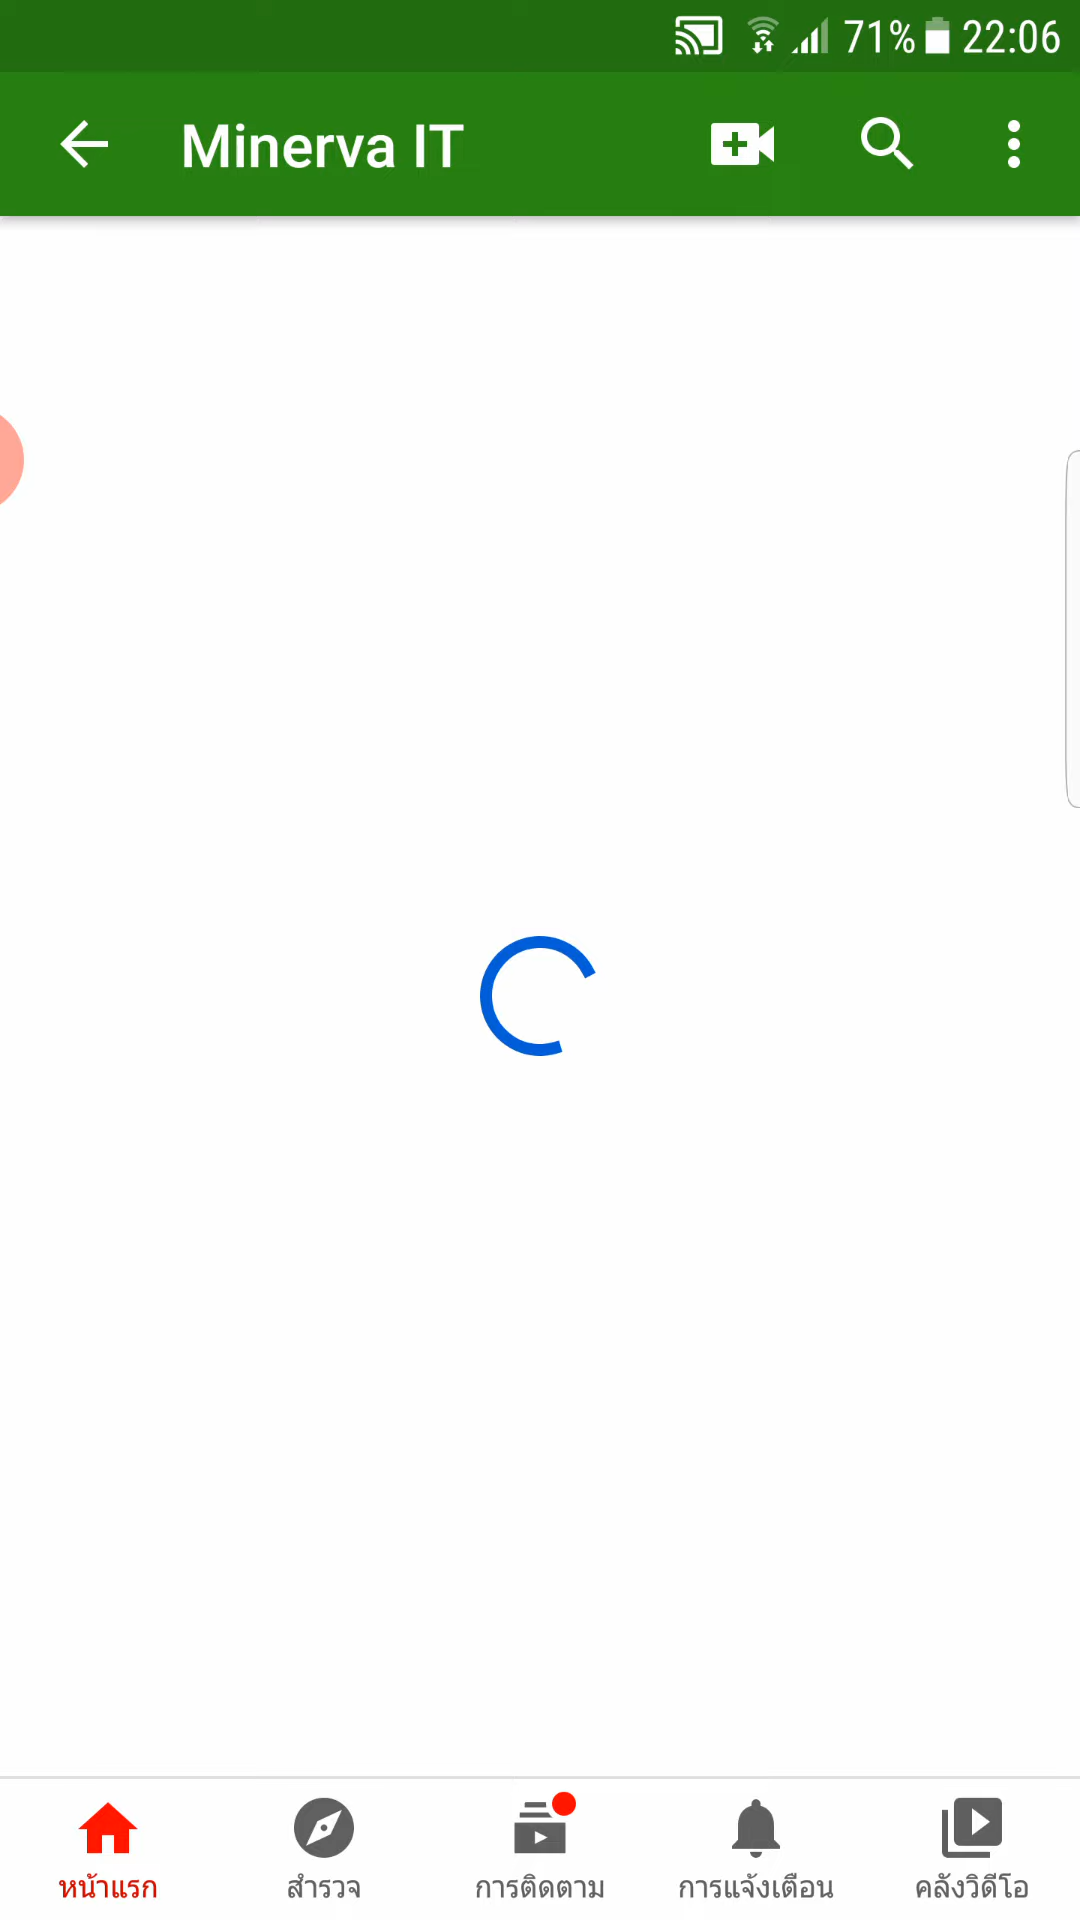 71% 22:06
Minerva IT
หน้าแรก สำรวจ การติดตาม การแจ้งเตือน คลังวิดีโอ